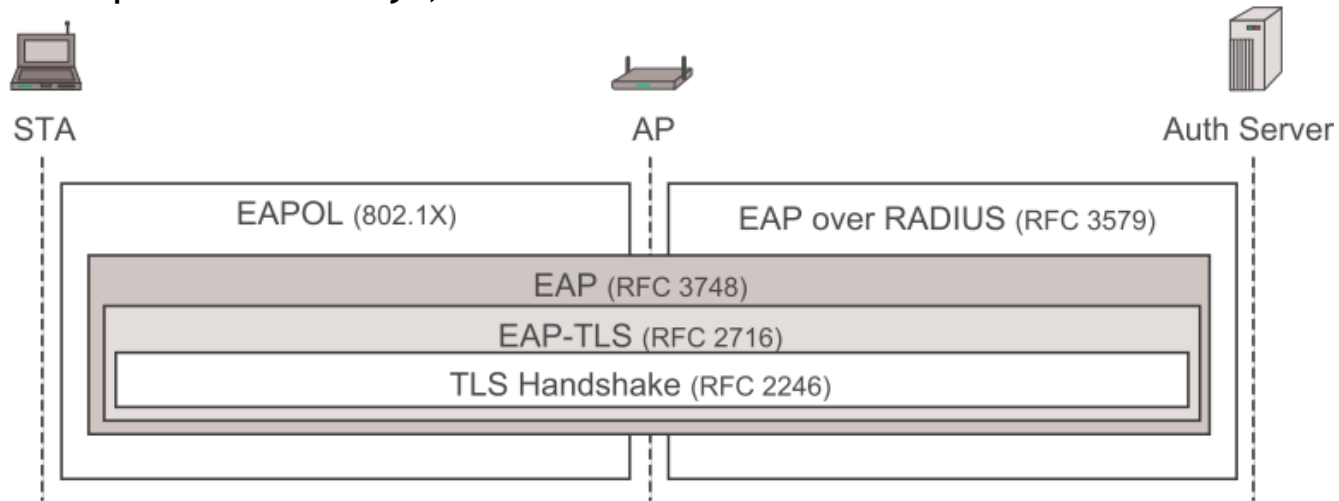 STA
AP
Auth Server
EAPOL (802.1X)
EAP over RADIUS (RFC 3579)
EAP (RFC 3748)
EAP-TLS (RFC 2716)
TLS Handshake (RFC 2246)